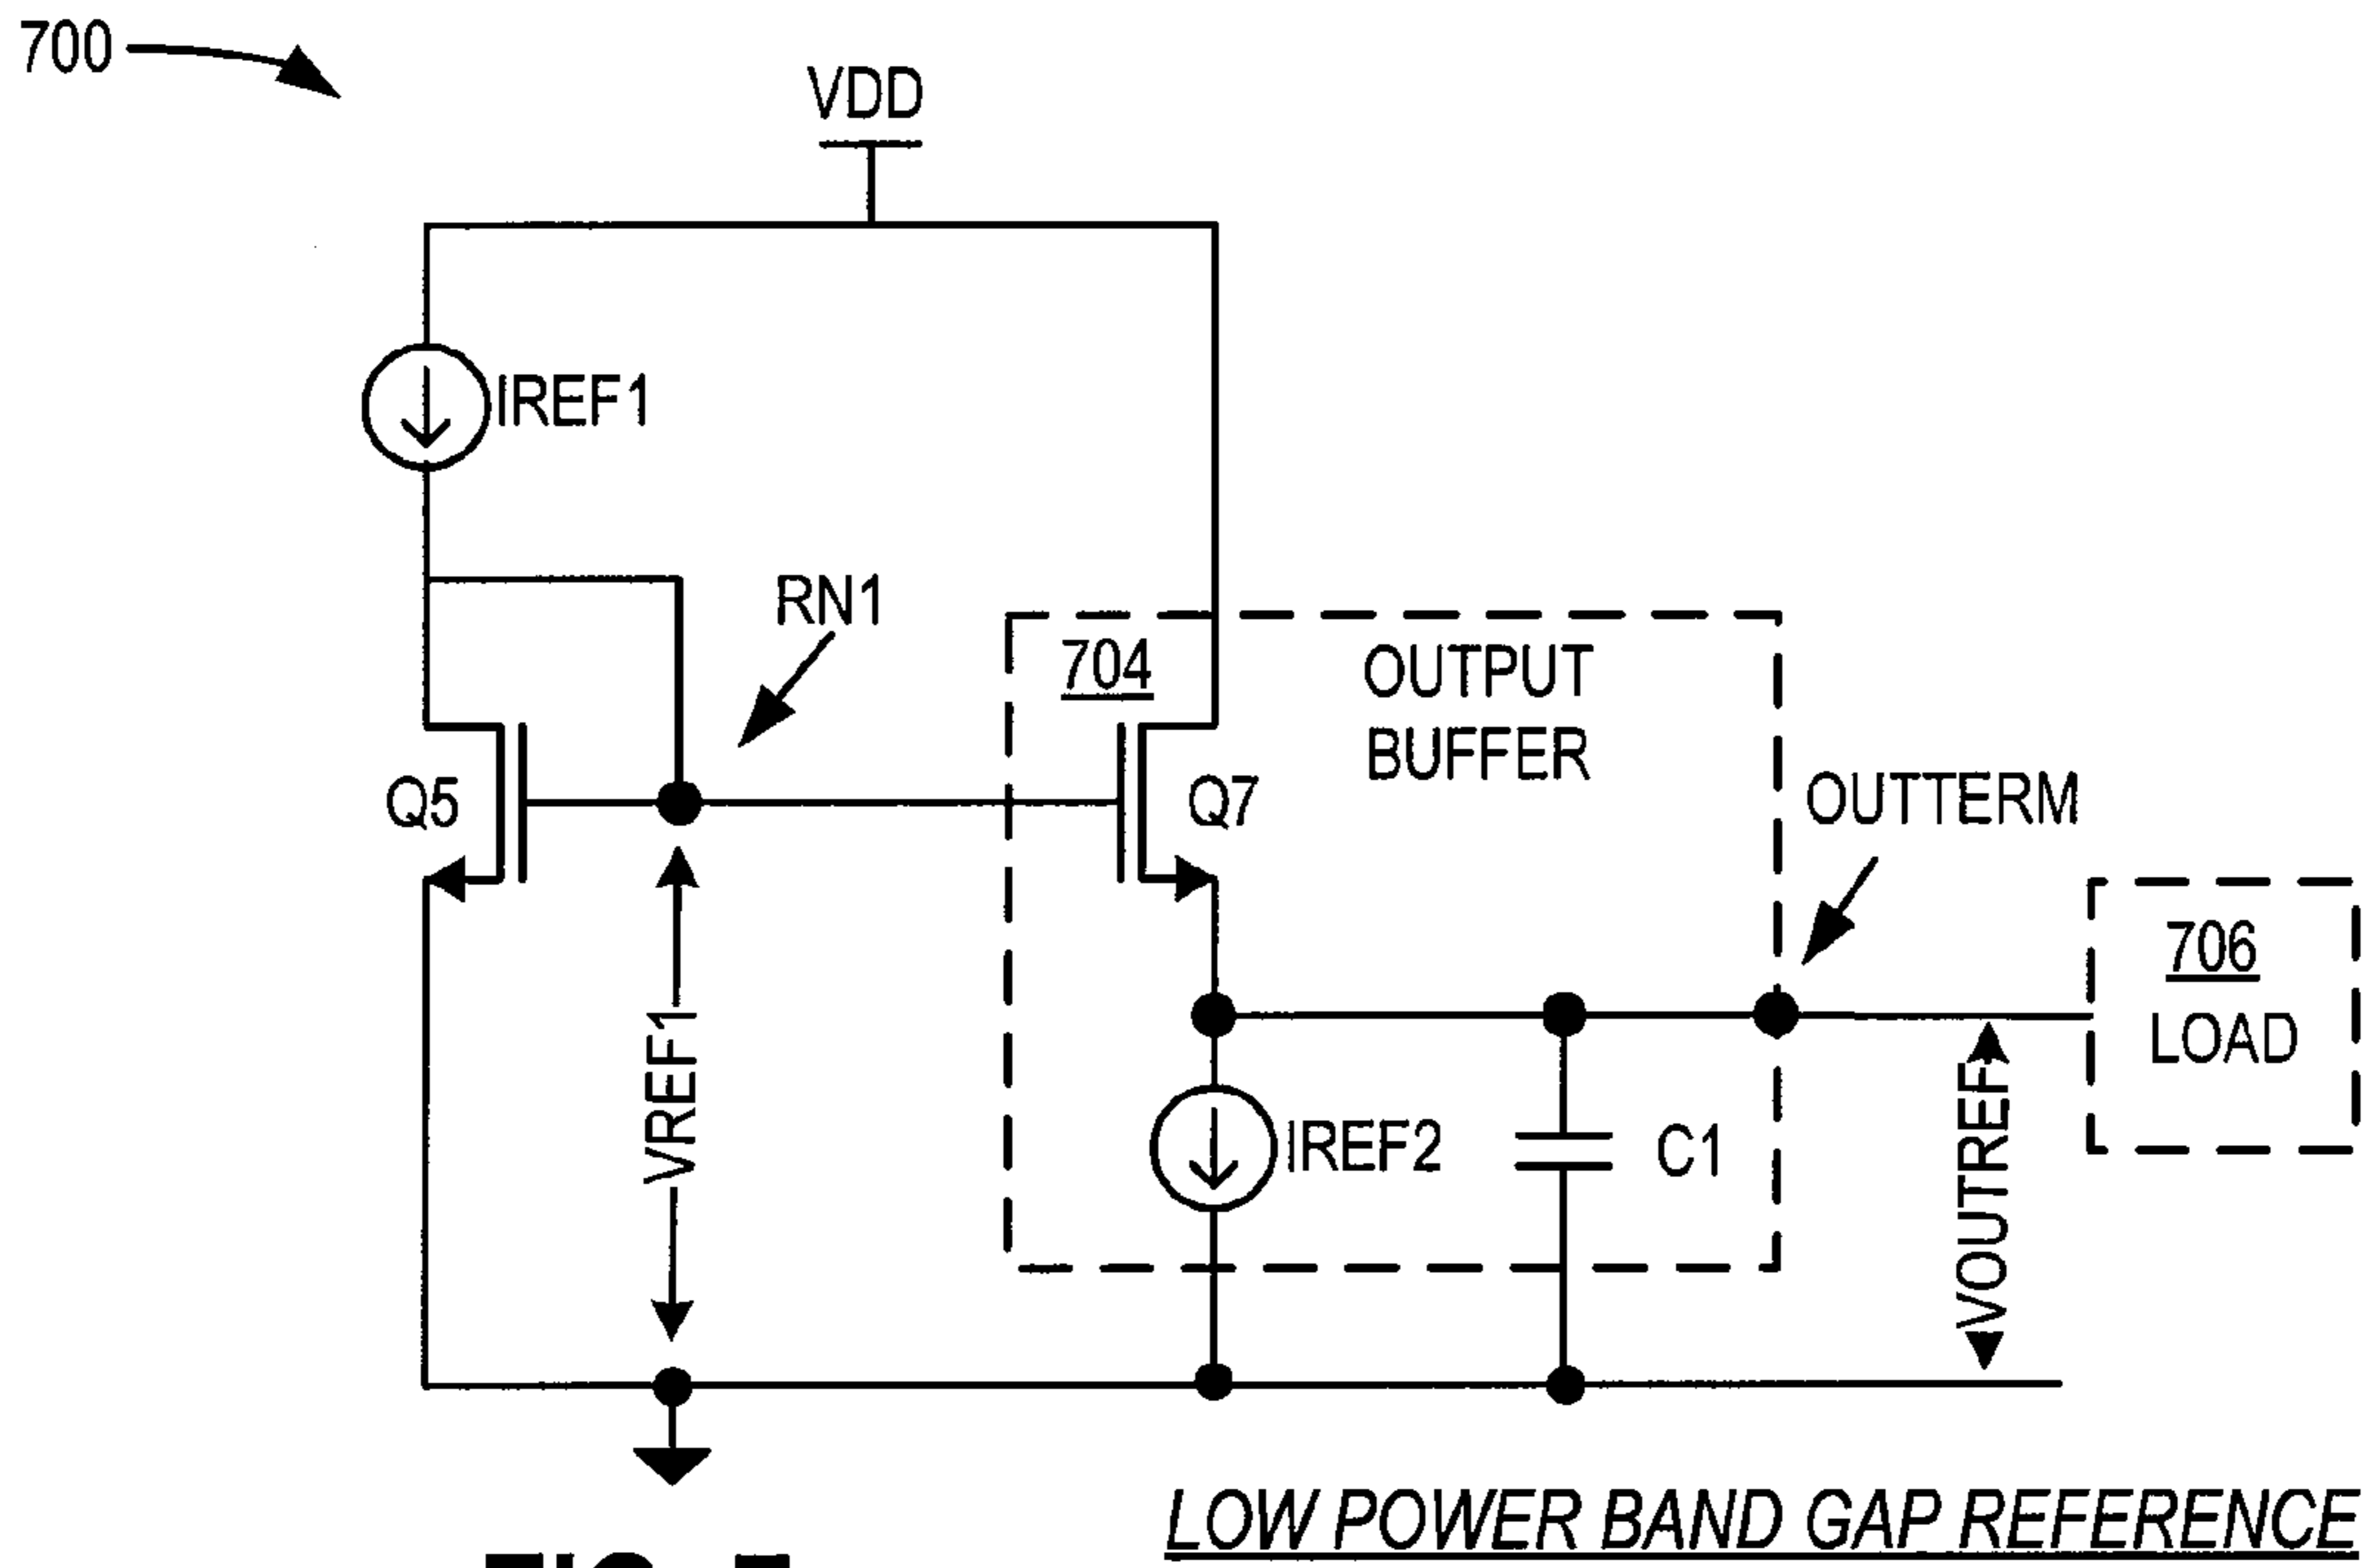 700
VDD
IREF1
RN1
704
OUTPUT
BUFFER
Q5
Q7
OUTTERM
706
LOAD
VREF1
IREF2
C1
VOUTREF
LOW POWER BAND GAP REFERENCE